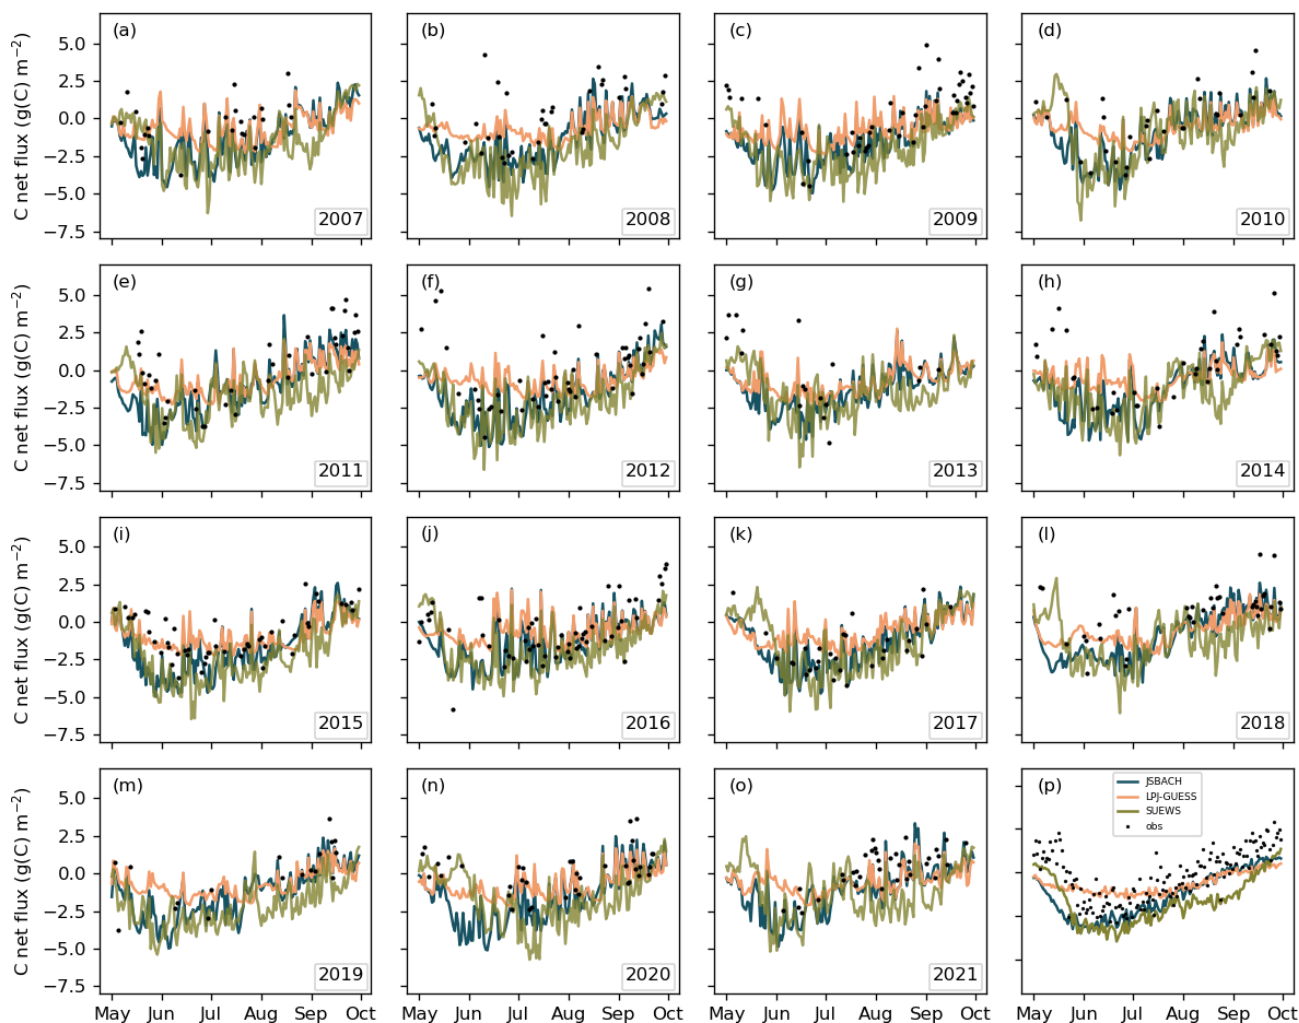 (a) (b) (c) (d)
C net flux (g(C) m⁻²)
5.0
2.5
0.0
−2.5
−5.0
−7.5
2007 2008 2009 2010
(e) (f) (g) (h)
C net flux (g(C) m⁻²)
5.0
2.5
0.0
−2.5
−5.0
−7.5
2011 2012 2013 2014
(i) (j) (k) (l)
C net flux (g(C) m⁻²)
5.0
2.5
0.0
−2.5
−5.0
−7.5
2015 2016 2017 2018
(m) (n) (o) (p)
JSBACH
LPJ-GUESS
SUEWS
obs
C net flux (g(C) m⁻²)
5.0
2.5
0.0
−2.5
−5.0
−7.5
2019 2020 2021
May Jun Jul Aug Sep Oct May Jun Jul Aug Sep Oct May Jun Jul Aug Sep Oct May Jun Jul Aug Sep Oct